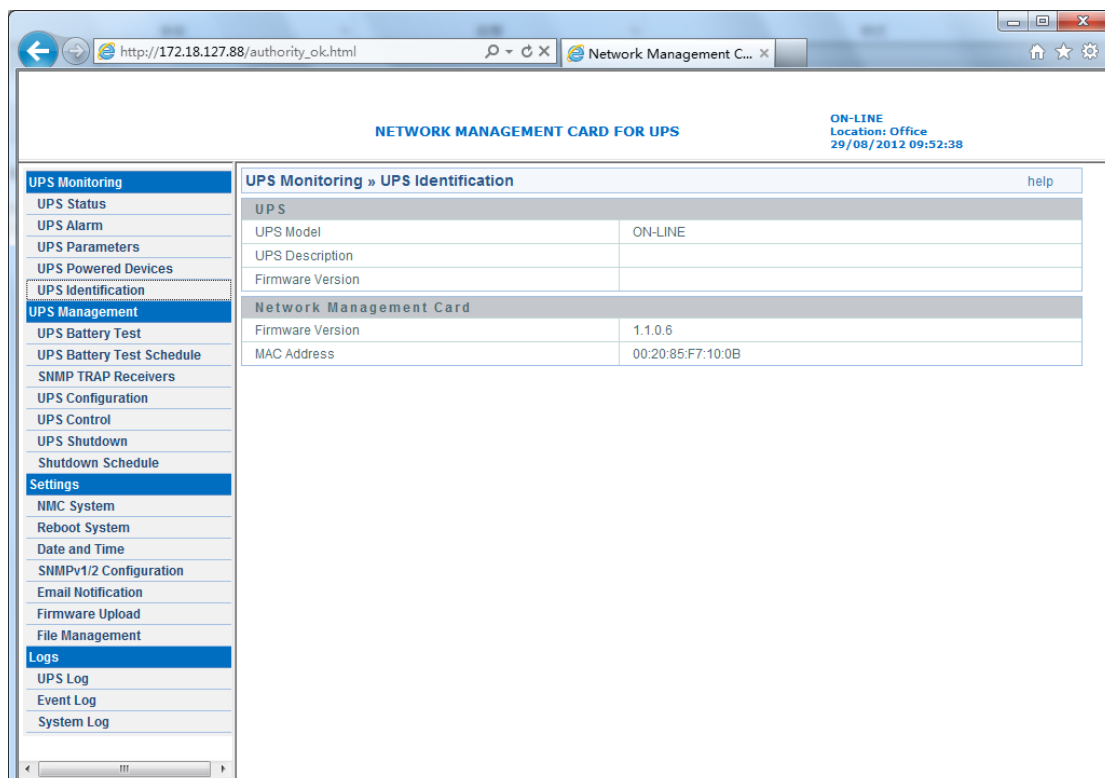 http://172.18.127.88/authority_ok.html
Network Management C...
NETWORK MANAGEMENT CARD FOR UPS
ON-LINE
Location: Office
29/08/2012 09:52:38
UPS Monitoring
UPS Status
UPS Alarm
UPS Parameters
UPS Powered Devices
UPS Identification
UPS Management
UPS Battery Test
UPS Battery Test Schedule
SNMP TRAP Receivers
UPS Configuration
UPS Control
UPS Shutdown
Shutdown Schedule
Settings
NMC System
Reboot System
Date and Time
SNMPv1/2 Configuration
Email Notification
Firmware Upload
File Management
Logs
UPS Log
Event Log
System Log
UPS Monitoring » UPS Identification help
UPS
UPS Model ON-LINE
UPS Description
Firmware Version
Network Management Card
Firmware Version 1.1.0.6
MAC Address 00:20:85:F7:10:0B